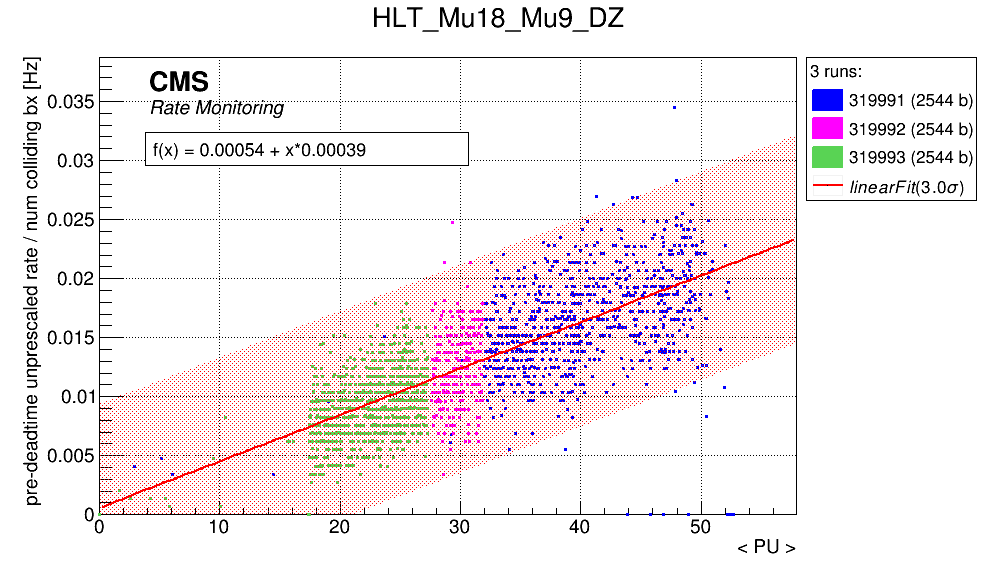 HLT_Mu18_Mu9_DZ
pre-deadtime unprescaled rate / num colliding bx [Hz]
CMS
Rate Monitoring
f(x) = 0.00054 + x*0.00039
0.035
0.03
0.025
0.02
0.015
0.01
0.005
0
0 10 20 30 40 50
< PU >
3 runs:
319991 (2544 b)
319992 (2544 b)
319993 (2544 b)
linearFit(3.0σ)